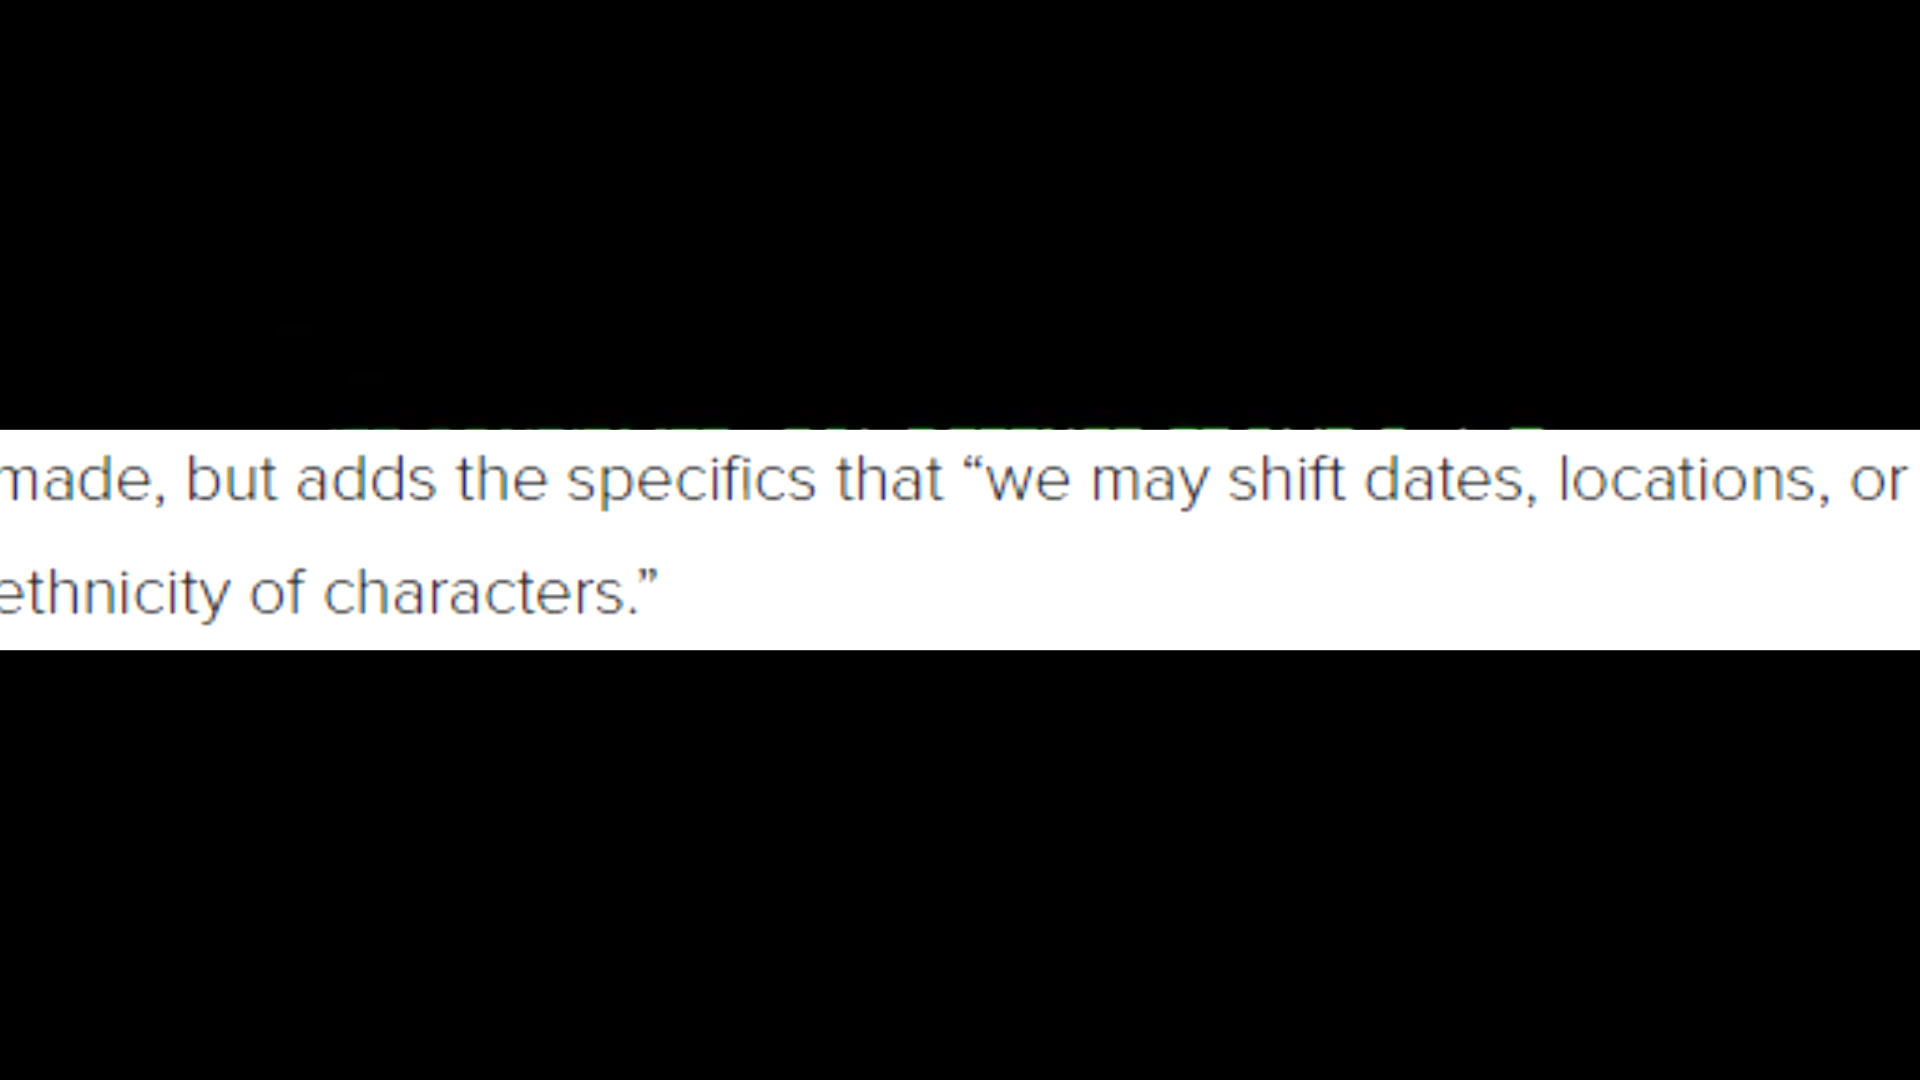 made, but adds the specifics that “we may shift dates, locations, or
ethnicity of characters.”